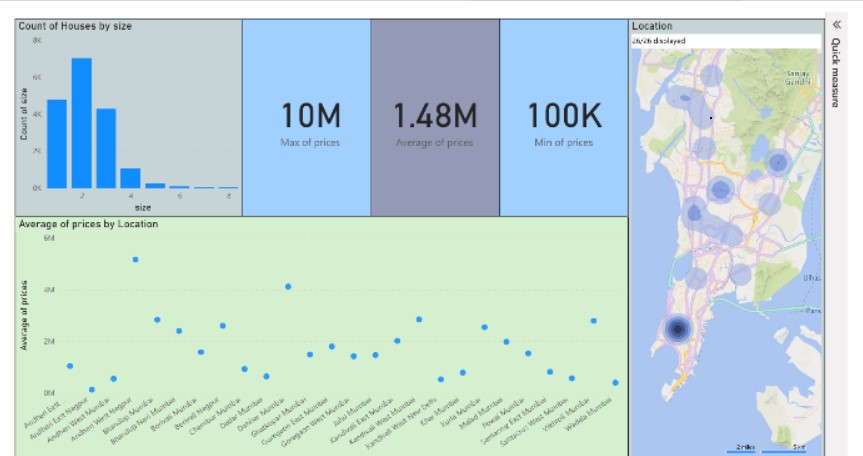 Count of Houses by size
8K
6K
4K
2K
0K
Count of size
2
4
6
8
size
10M
Max of prices
1.48M
Average of prices
100K
Min of prices
Location
26/26 displayed
Sanjay
Gandhi
Ulhas
2 miles
5 km
Quick measure
Average of prices by Location
6M
4M
2M
0M
Average of prices
Andheri East
Andheri East Nagpur
Andheri West Mumbai
Andheri West Nagpur
Bhandup Mumbai
Bhandup Navi Mumbai
Borivali Mumbai
Borivali Nagpur
Chembur Mumbai
Dadar Mumbai
Dahisar Mumbai
Ghatkopar Mumbai
Goregaon East Mumbai
Goregaon West Mumbai
Juhu Mumbai
Kandivali East Mumbai
Kandivali West Mumbai
Kandivali West New Delhi
Khar Mumbai
Kurla Mumbai
Malad Mumbai
Powai Mumbai
Santacruz East Mumbai
Santacruz West Mumbai
Vikhroli Mumbai
Wadala Mumbai